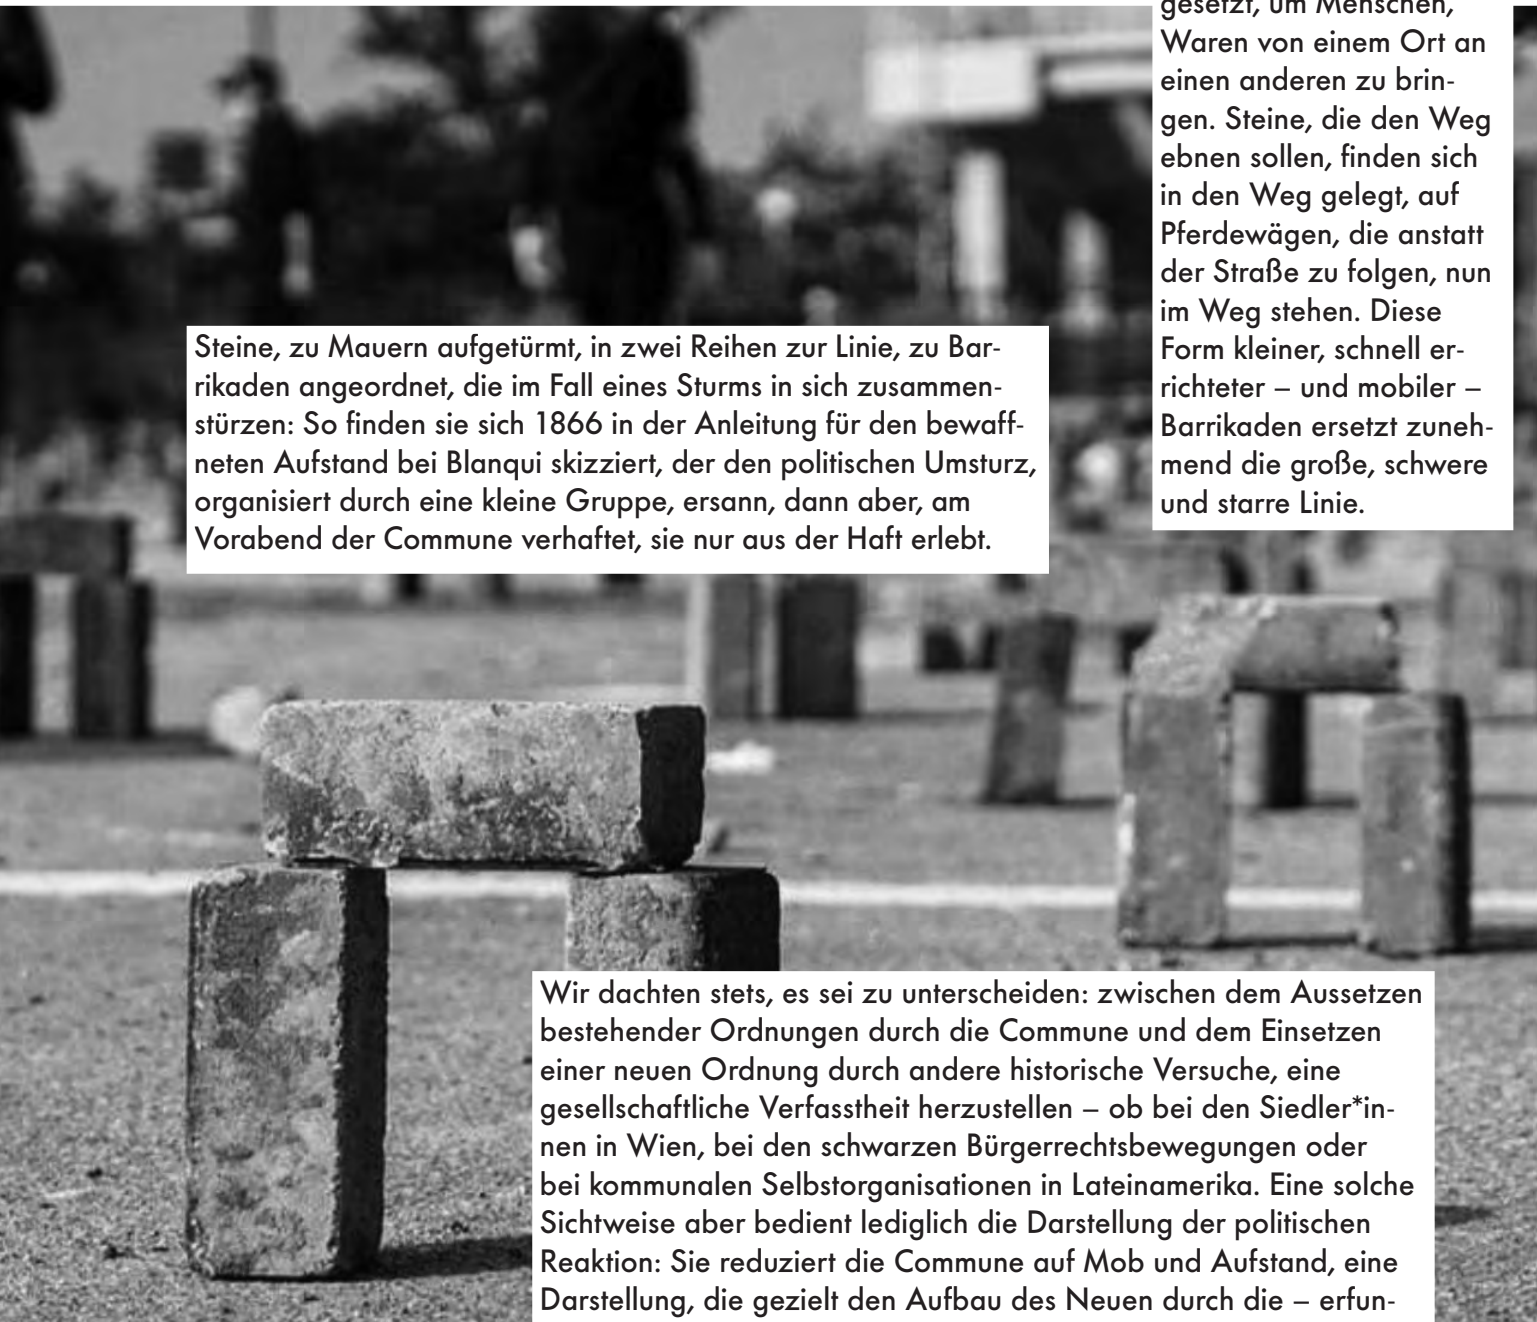 gesetzt, um Menschen,
Waren von einem Ort an
einen anderen zu brin-
gen. Steine, die den Weg
ebnen sollen, finden sich
in den Weg gelegt, auf
Pferdewägen, die anstatt
der Straße zu folgen, nun
im Weg stehen. Diese
Form kleiner, schnell er-
richteter – und mobiler –
Barrikaden ersetzt zuneh-
mend die große, schwere
und starre Linie.
Steine, zu Mauern aufgetürmt, in zwei Reihen zur Linie, zu Bar-
rikaden angeordnet, die im Fall eines Sturms in sich zusammen-
stürzen: So finden sie sich 1866 in der Anleitung für den bewaff-
neten Aufstand bei Blanqui skizziert, der den politischen Umsturz,
organisiert durch eine kleine Gruppe, ersann, dann aber, am
Vorabend der Commune verhaftet, sie nur aus der Haft erlebt.
Wir dachten stets, es sei zu unterscheiden: zwischen dem Aussetzen
bestehender Ordnungen durch die Commune und dem Einsetzen
einer neuen Ordnung durch andere historische Versuche, eine
gesellschaftliche Verfasstheit herzustellen – ob bei den Siedler*in-
nen in Wien, bei den schwarzen Bürgerrechtsbewegungen oder
bei kommunalen Selbstorganisationen in Lateinamerika. Eine solche
Sichtweise aber bedient lediglich die Darstellung der politischen
Reaktion: Sie reduziert die Commune auf Mob und Aufstand, eine
Darstellung, die gezielt den Aufbau des Neuen durch die – erfun-